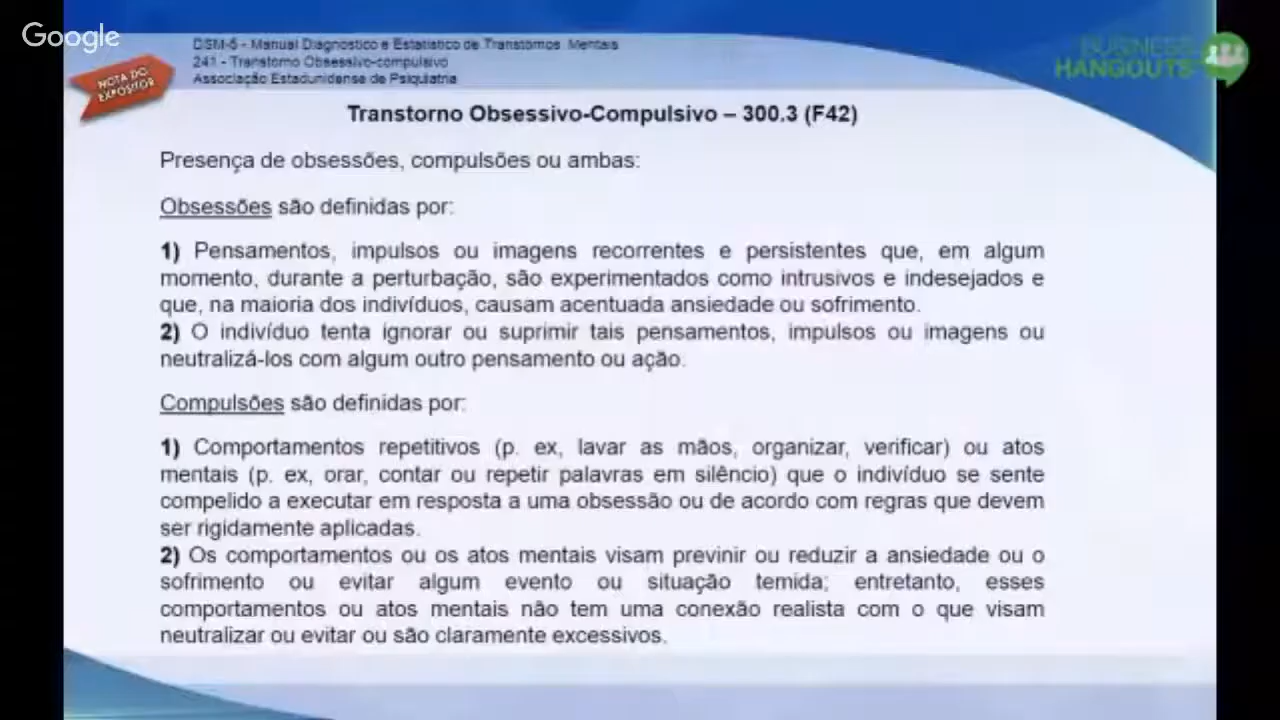 Google
DSM-5 - Manual Diagnostico e Estatistico de Transtornos Mentais
241 - Transtorno Obsessivo-compulsivo
Associação Estadunidense de Psiquiatria
NOTA DO
EXPOSITOR
BUSINESS
HANGOUTS
Transtorno Obsessivo-Compulsivo – 300.3 (F42)
Presença de obsessões, compulsões ou ambas:
Obsessões são definidas por:
1) Pensamentos, impulsos ou imagens recorrentes e persistentes que, em algum
momento, durante a perturbação, são experimentados como intrusivos e indesejados e
que, na maioria dos indivíduos, causam acentuada ansiedade ou sofrimento.
2) O indivíduo tenta ignorar ou suprimir tais pensamentos, impulsos ou imagens ou
neutralizá-los com algum outro pensamento ou ação.
Compulsões são definidas por:
1) Comportamentos repetitivos (p. ex, lavar as mãos, organizar, verificar) ou atos
mentais (p. ex, orar, contar ou repetir palavras em silêncio) que o indivíduo se sente
compelido a executar em resposta a uma obsessão ou de acordo com regras que devem
ser rigidamente aplicadas.
2) Os comportamentos ou os atos mentais visam previnir ou reduzir a ansiedade ou o
sofrimento ou evitar algum evento ou situação temida; entretanto, esses
comportamentos ou atos mentais não tem uma conexão realista com o que visam
neutralizar ou evitar ou são claramente excessivos.